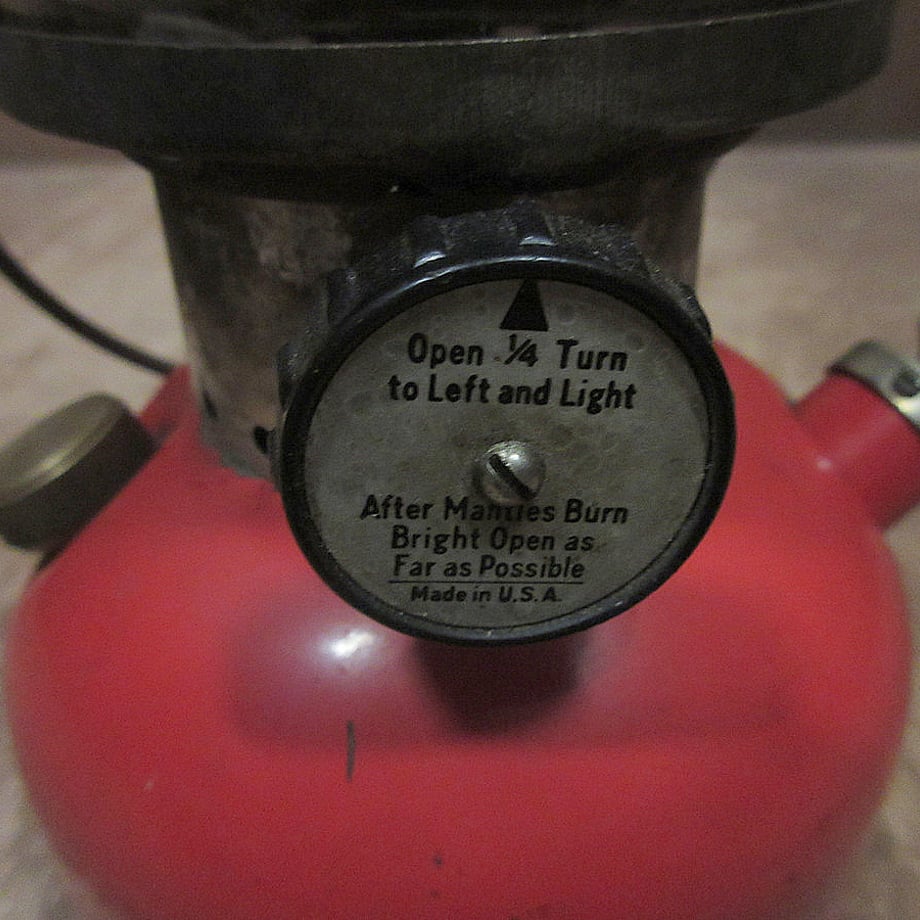 Open 1/4 Turn
to Left and Light
After Mantles Burn
Bright Open as
Far as Possible
Made in U.S.A.